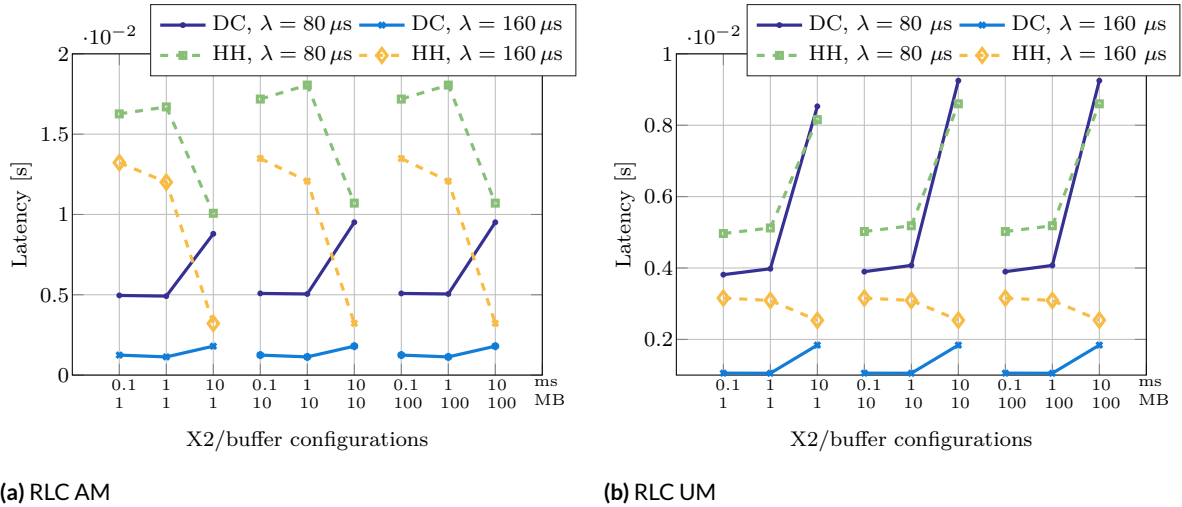 DC, λ = 80 μs DC, λ = 160 μs
HH, λ = 80 μs HH, λ = 160 μs
·10⁻²
2
1.5
1
0.5
0
Latency [s]
0.1 1 10 0.1 1 10 0.1 1 10 ms
1 1 1 10 10 10 100 100 100 MB
X2/buffer configurations
(a) RLC AM
DC, λ = 80 μs DC, λ = 160 μs
HH, λ = 80 μs HH, λ = 160 μs
·10⁻²
1
0.8
0.6
0.4
0.2
Latency [s]
0.1 1 10 0.1 1 10 0.1 1 10 ms
1 1 1 10 10 10 100 100 100 MB
X2/buffer configurations
(b) RLC UM